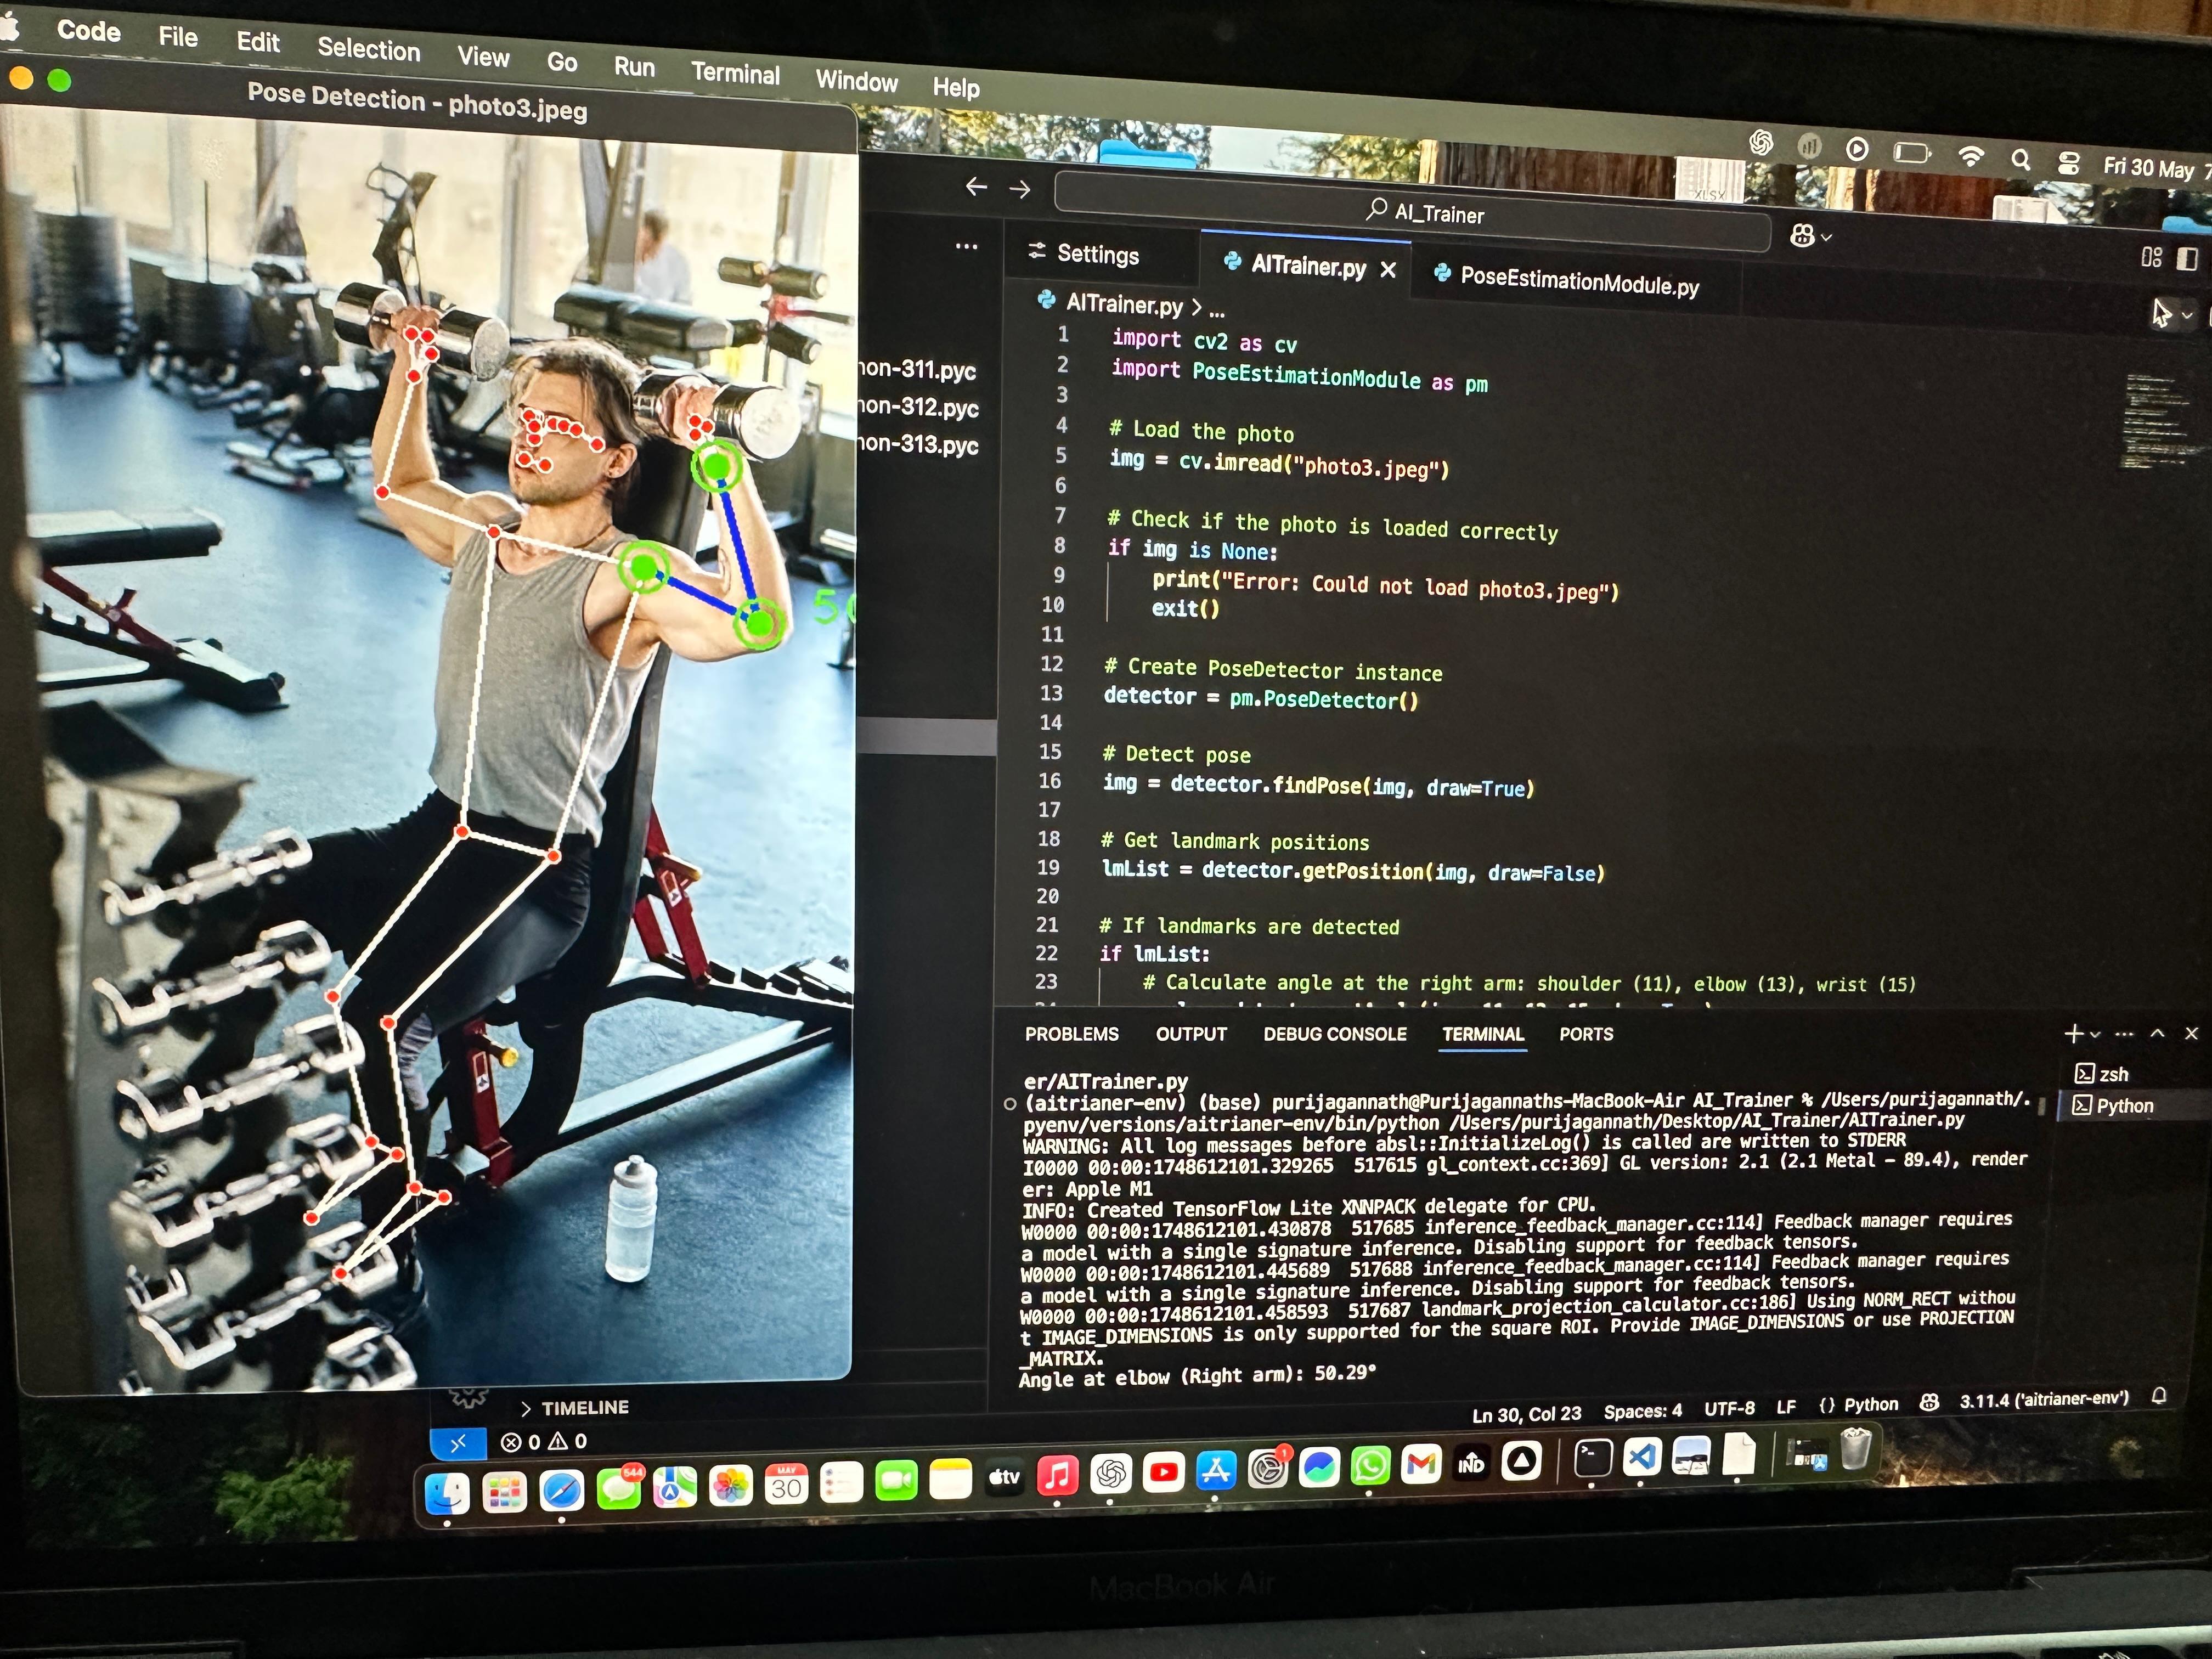 Code File Edit Selection View Go Run Terminal Window Help
Fri 30 May 7
Pose Detection - photo3.jpeg
50
XLSX
AI_Trainer
Settings
AITrainer.py
PoseEstimationModule.py
AITrainer.py > ...
non-311.pyc
non-312.pyc
non-313.pyc
1 import cv2 as cv
2 import PoseEstimationModule as pm
3
4 # Load the photo
5 img = cv.imread("photo3.jpeg")
6
7 # Check if the photo is loaded correctly
8 if img is None:
9 print("Error: Could not load photo3.jpeg")
10 exit()
11
12 # Create PoseDetector instance
13 detector = pm.PoseDetector()
14
15 # Detect pose
16 img = detector.findPose(img, draw=True)
17
18 # Get landmark positions
19 lmList = detector.getPosition(img, draw=False)
20
21 # If landmarks are detected
22 if lmList:
23 # Calculate angle at the right arm: shoulder (11), elbow (13), wrist (15)
PROBLEMS OUTPUT DEBUG CONSOLE TERMINAL PORTS
zsh
Python
er/AITrainer.py
(aitrianer-env) (base) purijagannath@Purijagannaths-MacBook-Air AI_Trainer % /Users/purijagannath/.
pyenv/versions/aitrianer-env/bin/python /Users/purijagannath/Desktop/AI_Trainer/AITrainer.py
WARNING: All log messages before absl::InitializeLog() is called are written to STDERR
I0000 00:00:1748612101.329265 517615 gl_context.cc:369] GL version: 2.1 (2.1 Metal - 89.4), render
er: Apple M1
INFO: Created TensorFlow Lite XNNPACK delegate for CPU.
W0000 00:00:1748612101.430878 517685 inference_feedback_manager.cc:114] Feedback manager requires
a model with a single signature inference. Disabling support for feedback tensors.
W0000 00:00:1748612101.445689 517688 inference_feedback_manager.cc:114] Feedback manager requires
a model with a single signature inference. Disabling support for feedback tensors.
W0000 00:00:1748612101.458593 517687 landmark_projection_calculator.cc:186] Using NORM_RECT withou
t IMAGE_DIMENSIONS is only supported for the square ROI. Provide IMAGE_DIMENSIONS or use PROJECTION
_MATRIX.
Angle at elbow (Right arm): 50.29°
TIMELINE
0 0
Ln 30, Col 23 Spaces: 4 UTF-8 LF {} Python 3.11.4 ('aitrianer-env')
544
MAY
30
tv
1
IND
MacBook Air